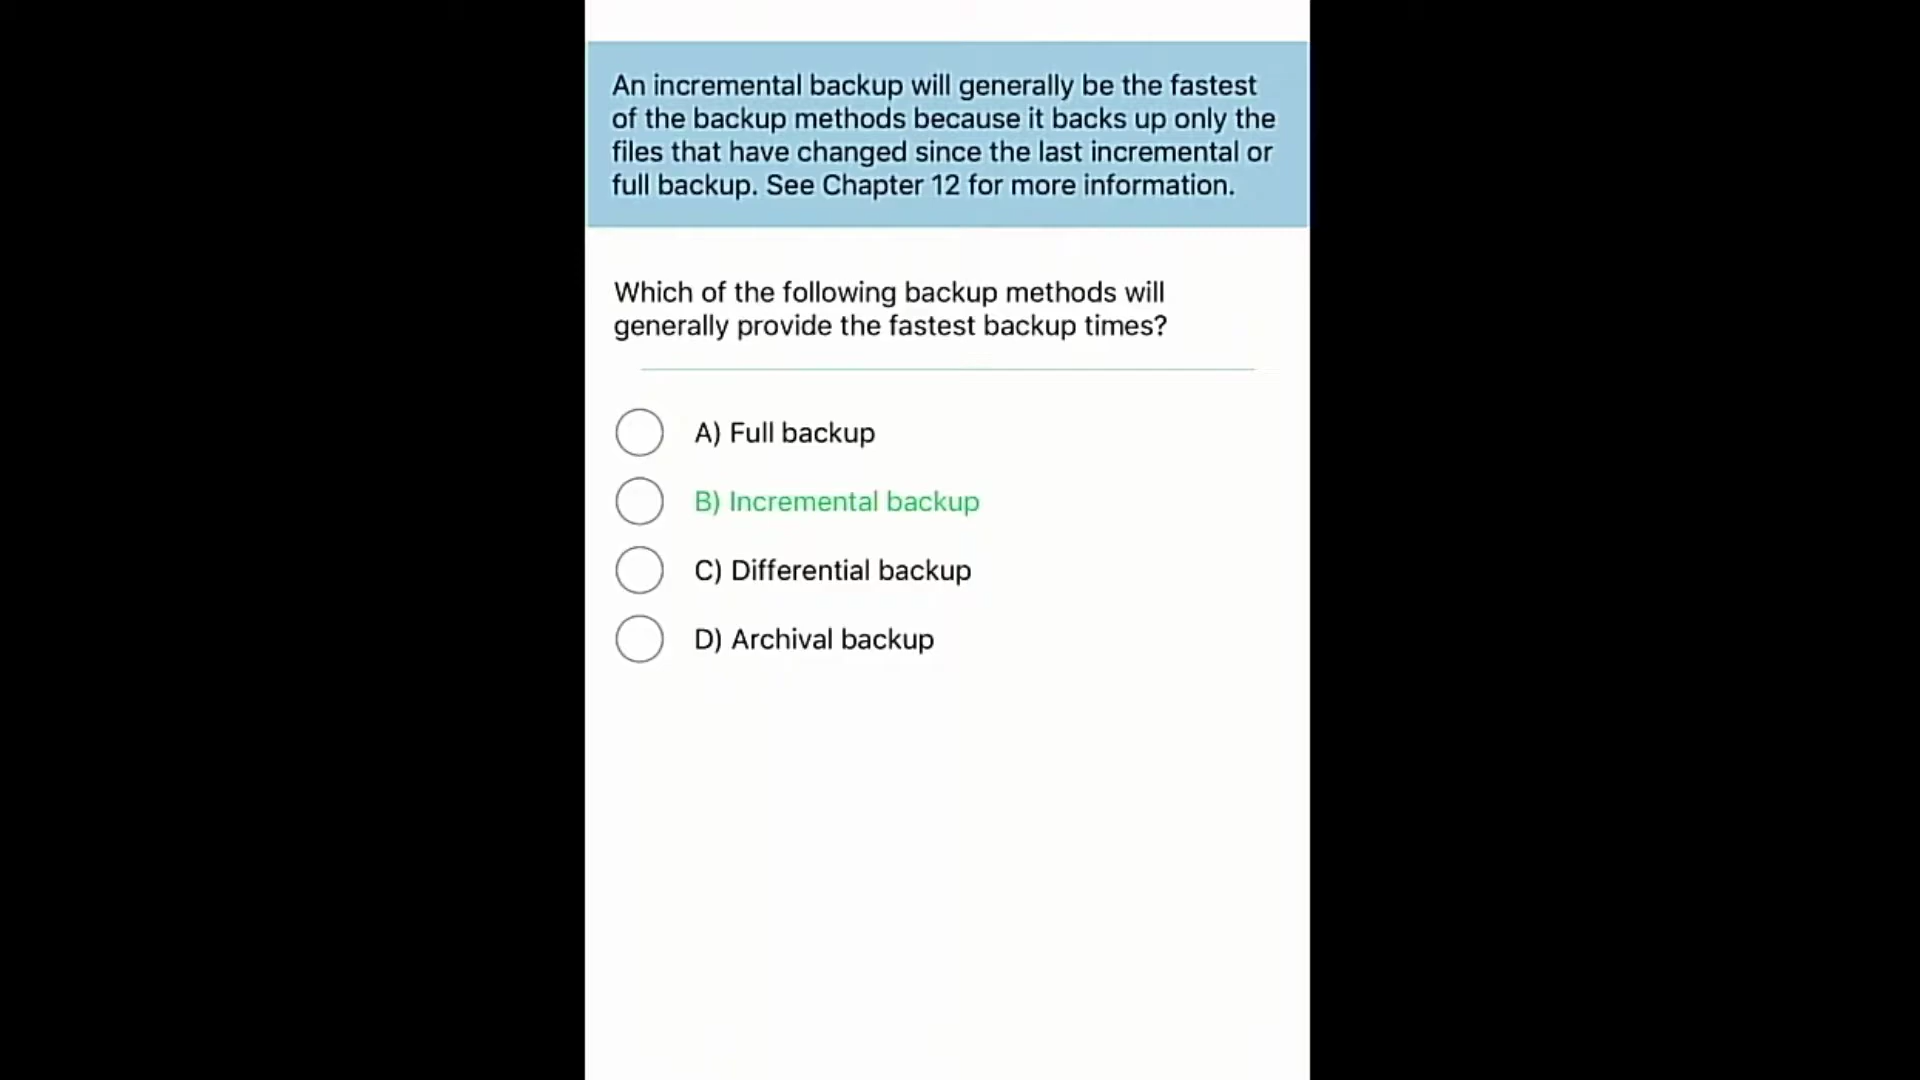 An incremental backup will generally be the fastest
of the backup methods because it backs up only the
files that have changed since the last incremental or
full backup. See Chapter 12 for more information.
Which of the following backup methods will
generally provide the fastest backup times?
A) Full backup
B) Incremental backup
C) Differential backup
D) Archival backup